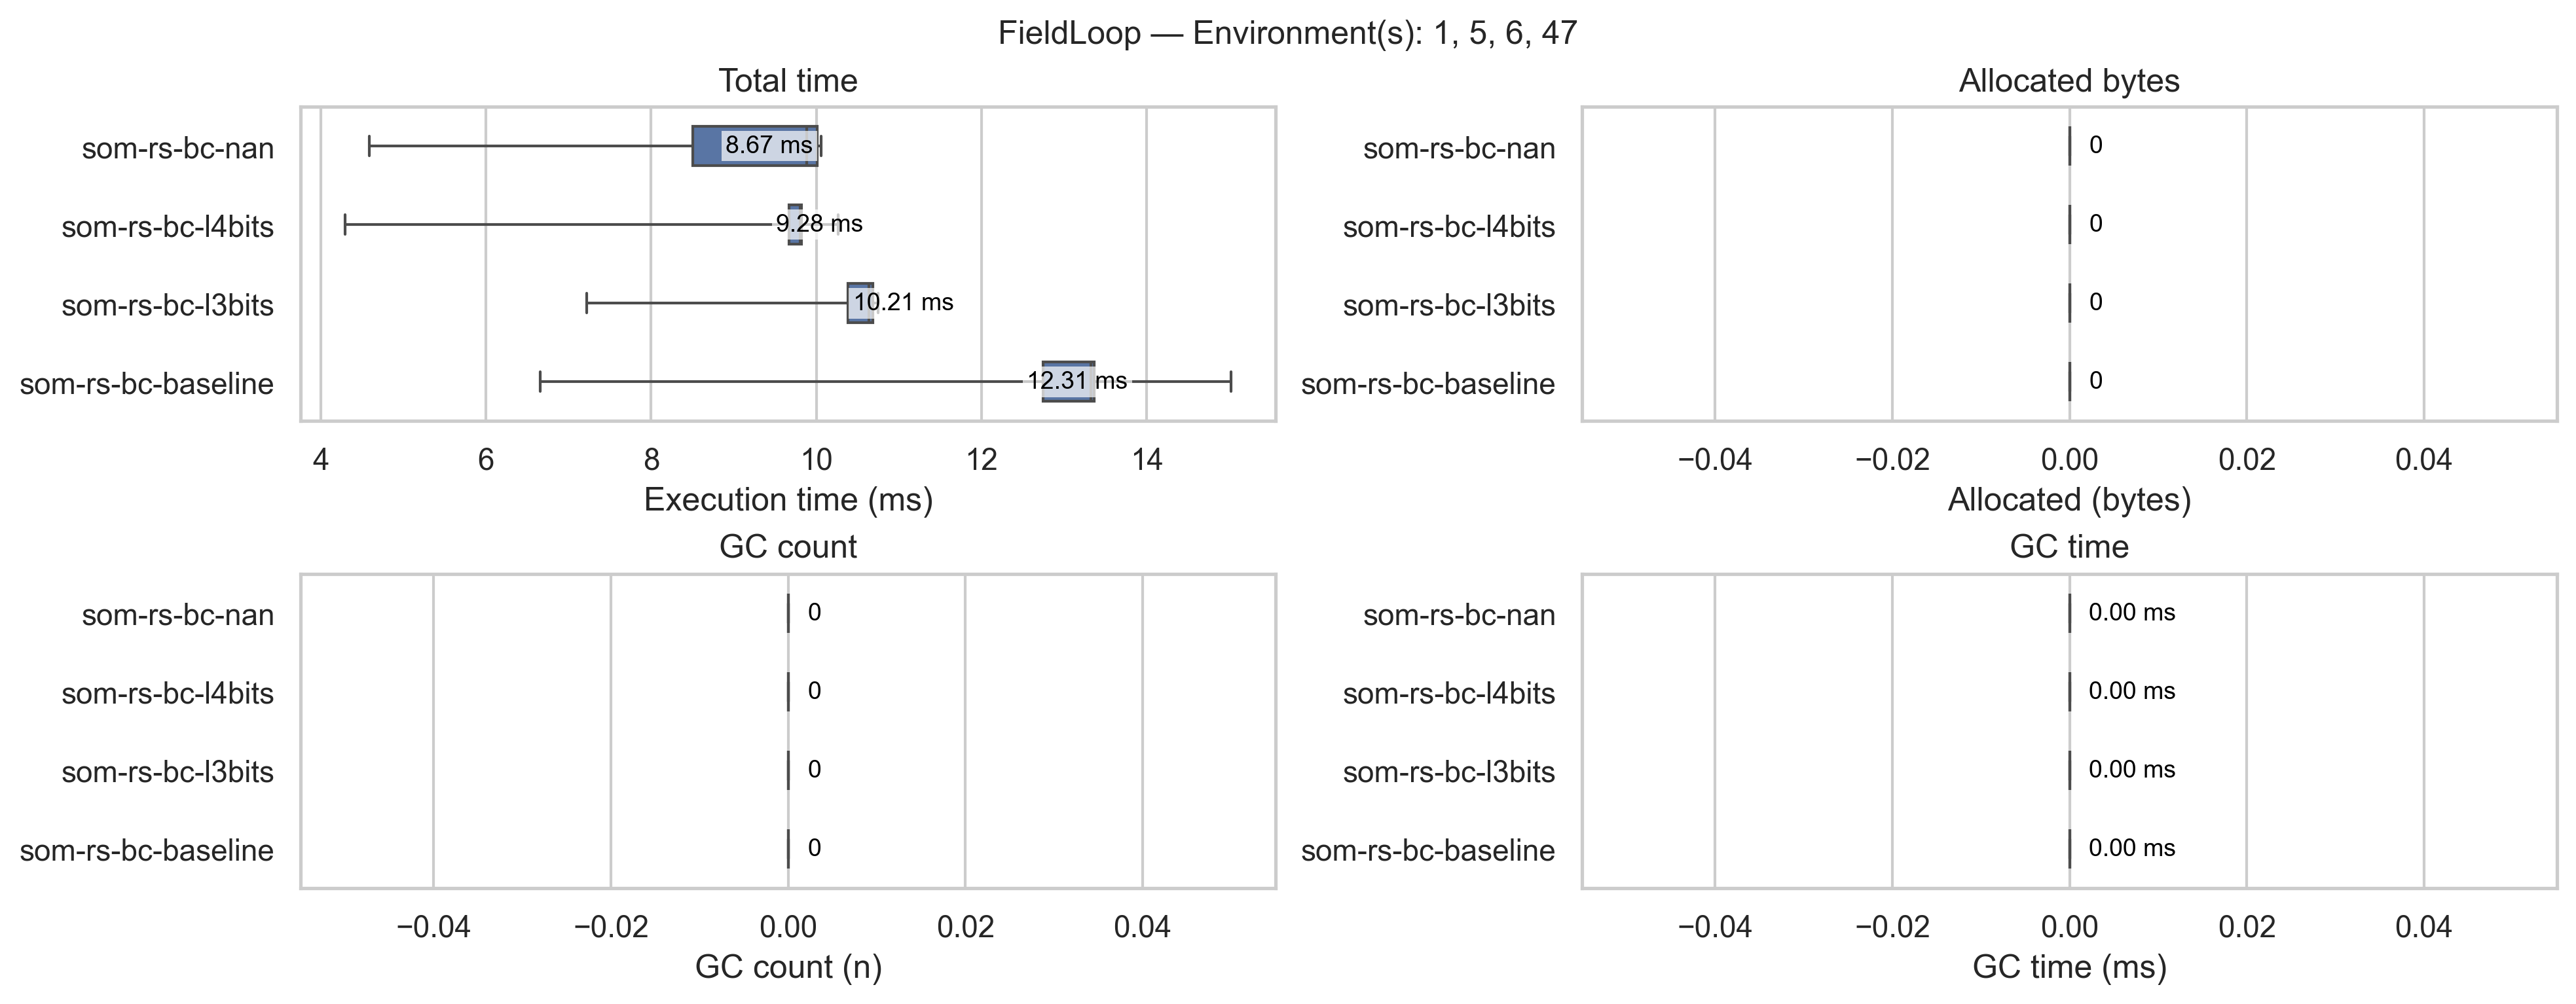 FieldLoop — Environment(s): 1, 5, 6, 47
Total time
som-rs-bc-nan
8.67 ms
som-rs-bc-l4bits
9.28 ms
som-rs-bc-l3bits
10.21 ms
som-rs-bc-baseline
12.31 ms
4 6 8 10 12 14
Execution time (ms)
Allocated bytes
som-rs-bc-nan
0
som-rs-bc-l4bits
0
som-rs-bc-l3bits
0
som-rs-bc-baseline
0
−0.04 −0.02 0.00 0.02 0.04
Allocated (bytes)
GC count
som-rs-bc-nan
0
som-rs-bc-l4bits
0
som-rs-bc-l3bits
0
som-rs-bc-baseline
0
−0.04 −0.02 0.00 0.02 0.04
GC count (n)
GC time
som-rs-bc-nan
0.00 ms
som-rs-bc-l4bits
0.00 ms
som-rs-bc-l3bits
0.00 ms
som-rs-bc-baseline
0.00 ms
−0.04 −0.02 0.00 0.02 0.04
GC time (ms)